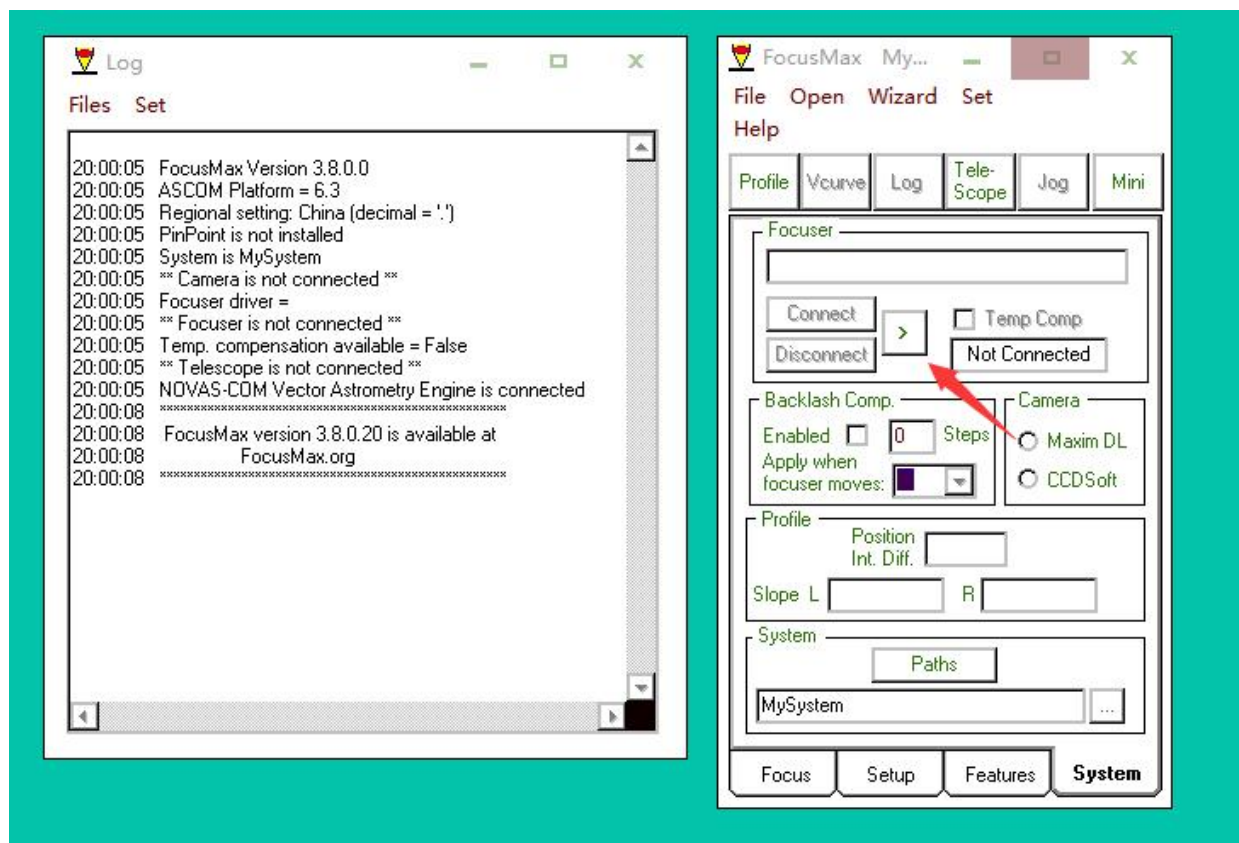 Log
Files Set
20:00:05 FocusMax Version 3.8.0.0
20:00:05 ASCOM Platform = 6.3
20:00:05 Regional setting: China (decimal = '.')
20:00:05 PinPoint is not installed
20:00:05 System is MySystem
20:00:05 ** Camera is not connected **
20:00:05 Focuser driver =
20:00:05 ** Focuser is not connected **
20:00:05 Temp. compensation available = False
20:00:05 ** Telescope is not connected **
20:00:05 NOVAS-COM Vector Astrometry Engine is connected
20:00:08 **************************************************
20:00:08 FocusMax version 3.8.0.20 is available at
20:00:08 FocusMax.org
20:00:08 **************************************************
FocusMax My...
File Open Wizard Set
Help
Profile Vcurve Log Tele-Scope Jog Mini
Focuser
Connect > Temp Comp
Disconnect Not Connected
Backlash Comp. Camera
Enabled 0 Steps Maxim DL
Apply when
focuser moves: CCDSoft
Profile
Position
Int. Diff.
Slope L R
System
Paths
MySystem ...
Focus Setup Features System